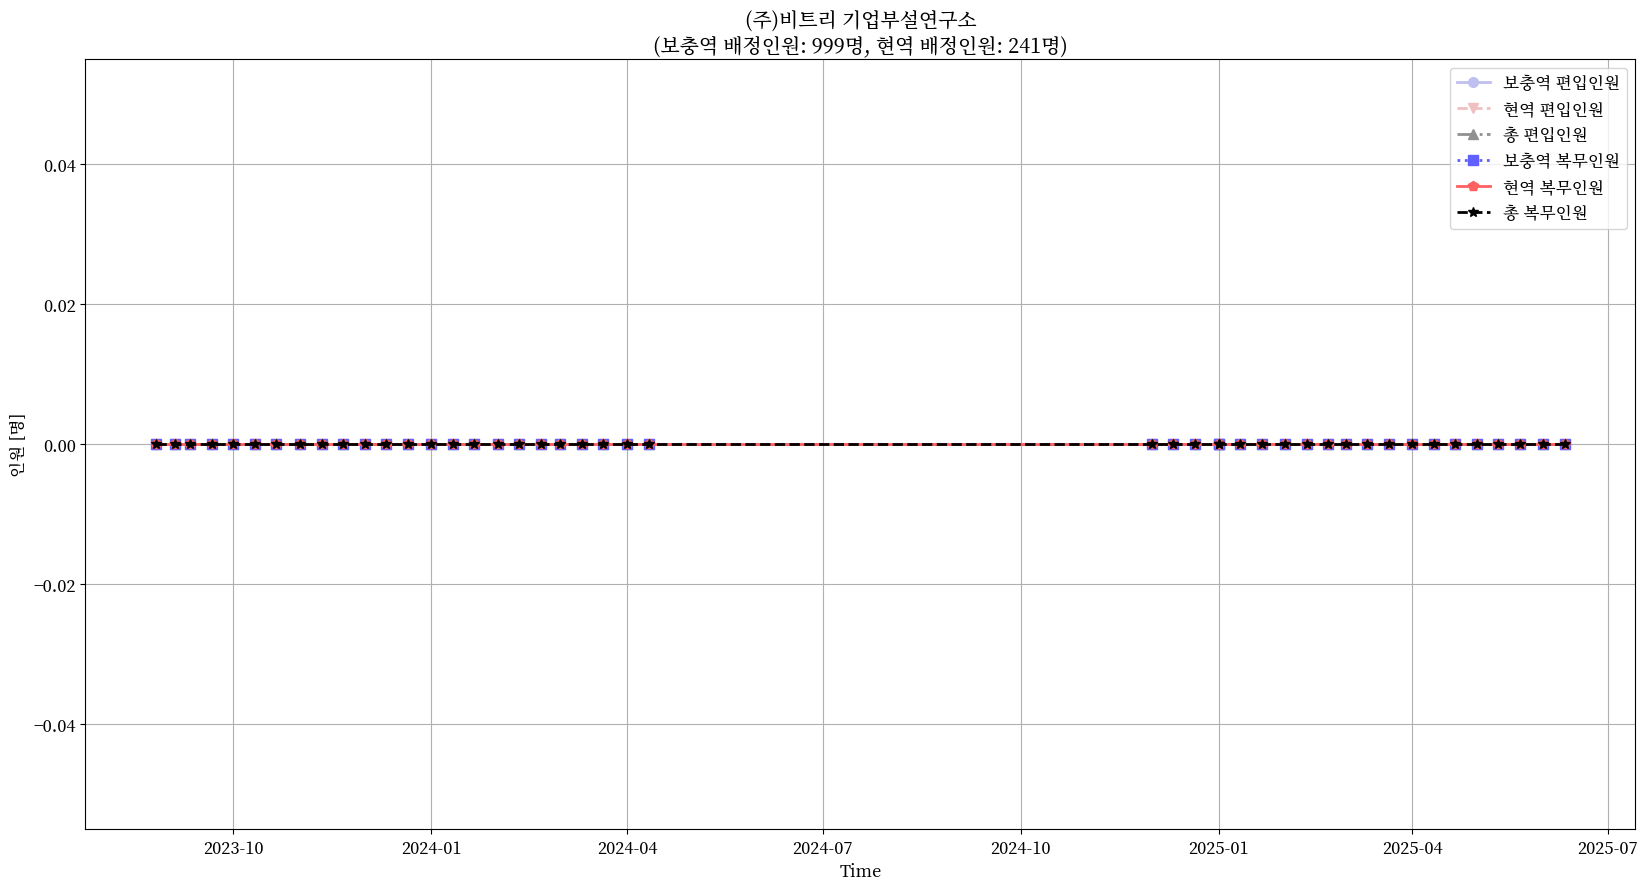 (주)비트리 기업부설연구소
(보충역 배정인원: 999명, 현역 배정인원: 241명)
보충역 편입인원
현역 편입인원
총 편입인원
보충역 복무인원
현역 복무인원
총 복무인원
0.04
0.02
0.00
−0.02
−0.04
인원 [명]
2023-10
2024-01
2024-04
2024-07
2024-10
2025-01
2025-04
2025-07
Time